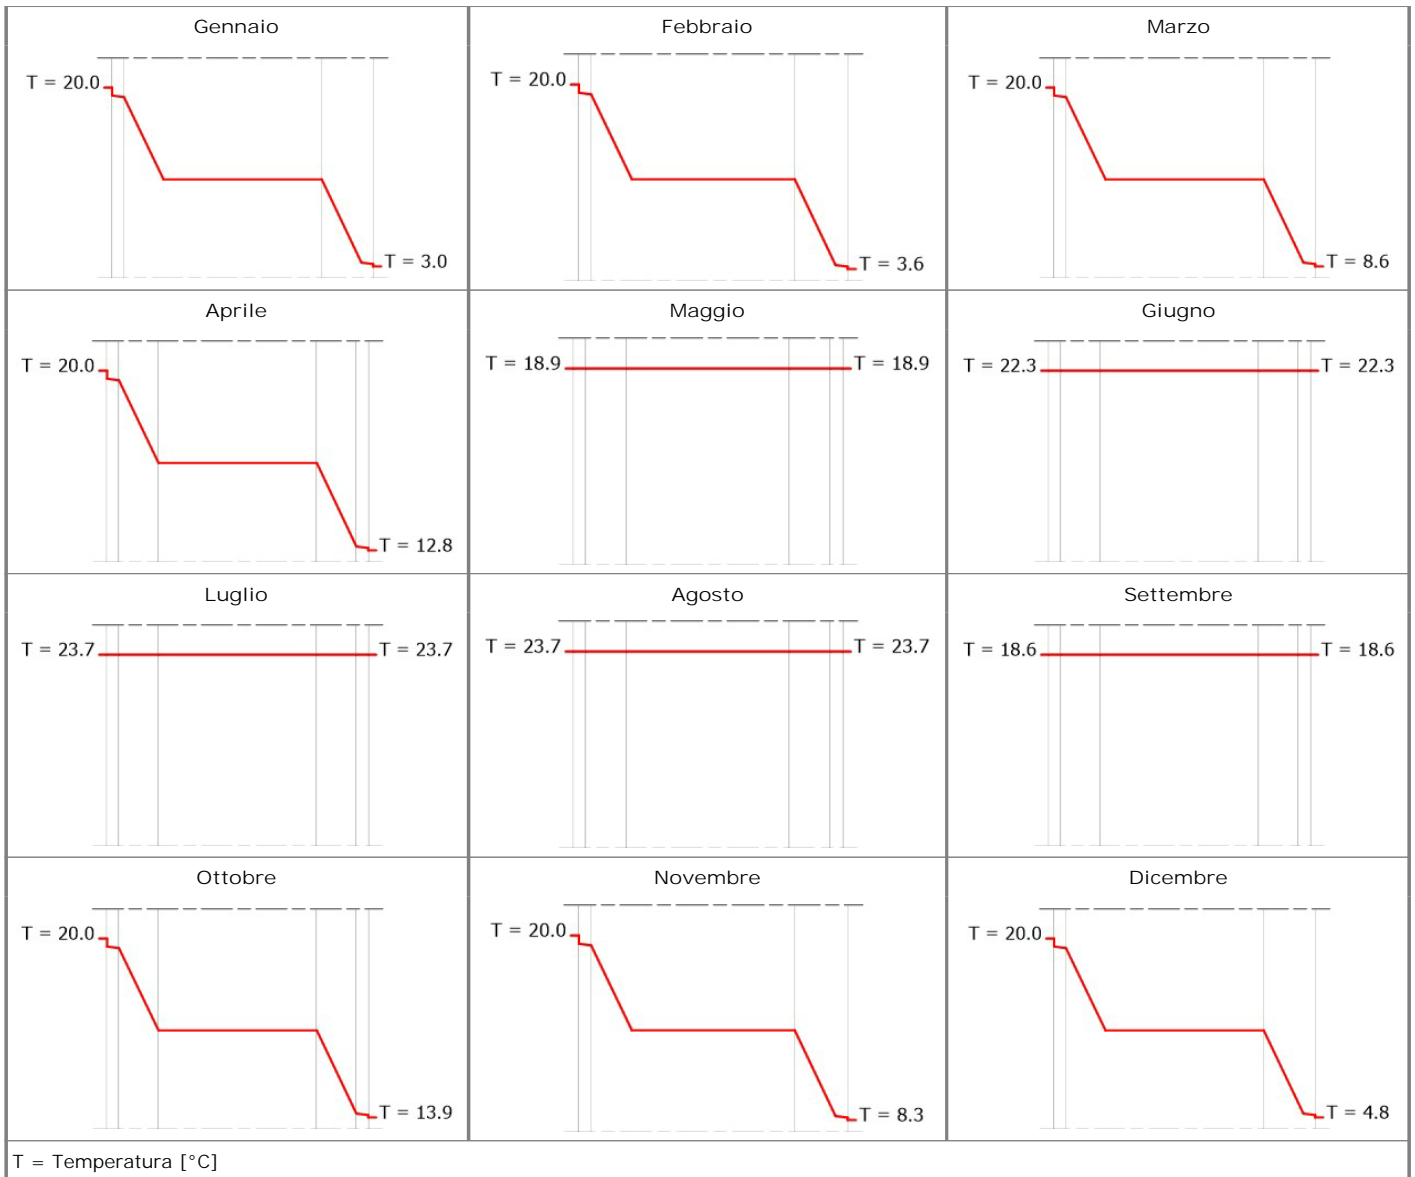 Gennaio
T = 20.0
T = 3.0
Febbraio
T = 20.0
T = 3.6
Marzo
T = 20.0
T = 8.6
Aprile
T = 20.0
T = 12.8
Maggio
T = 18.9
T = 18.9
Giugno
T = 22.3
T = 22.3
Luglio
T = 23.7
T = 23.7
Agosto
T = 23.7
T = 23.7
Settembre
T = 18.6
T = 18.6
Ottobre
T = 20.0
T = 13.9
Novembre
T = 20.0
T = 8.3
Dicembre
T = 20.0
T = 4.8
T = Temperatura [°C]